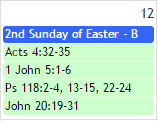 12
2nd Sunday of Easter - B
Acts 4:32-35
1 John 5:1-6
Ps 118:2-4, 13-15, 22-24
John 20:19-31